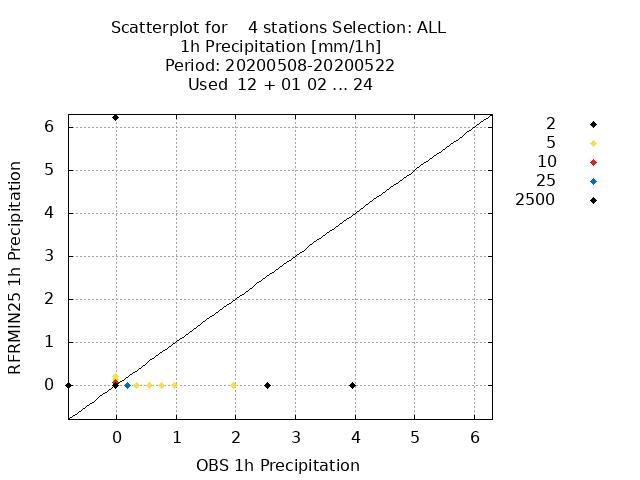 Scatterplot for    4 stations Selection: ALL
1h Precipitation [mm/1h]
Period: 20200508-20200522
Used  12 + 01 02 ... 24
2
5
10
25
2500
RFRMIN25 1h Precipitation
6
5
4
3
2
1
0
0 1 2 3 4 5 6
OBS 1h Precipitation